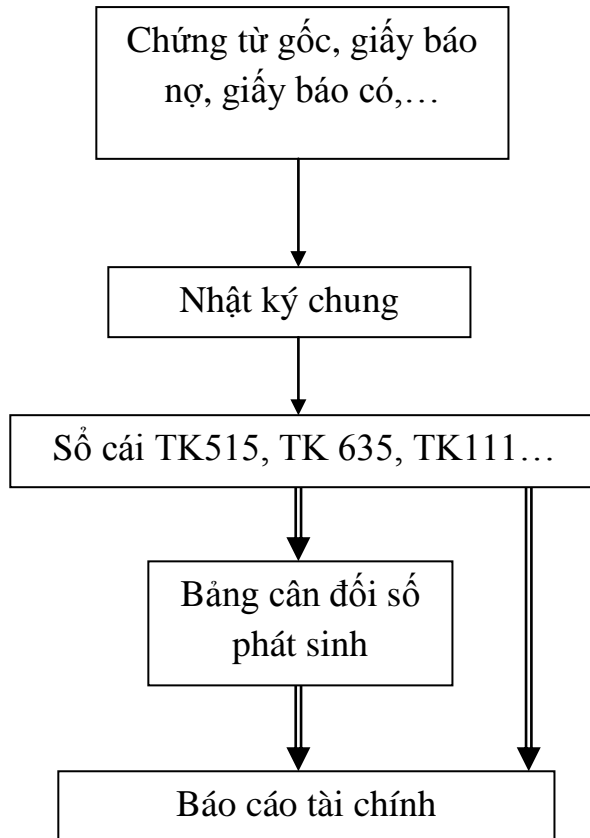 Chứng từ gốc, giấy báo
nợ, giấy báo có,…
Nhật ký chung
Sổ cái TK515, TK 635, TK111…
Bảng cân đối số
phát sinh
Báo cáo tài chính